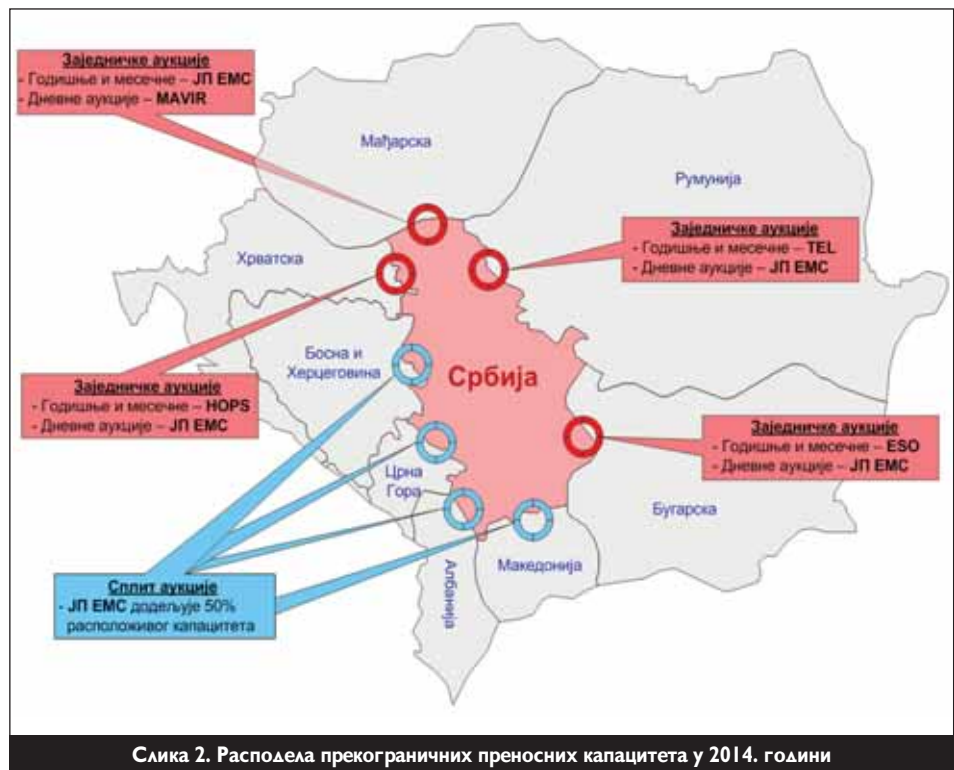 Заједничке аукције
- Годишње и месечне – ЈП ЕМС
- Дневне аукције – MAVIR
Мађарска
Румунија
Заједничке аукције
- Годишње и месечне – TEL
- Дневне аукције – ЈП ЕМС
Хрватска
Босна и
Херцеговина
Србија
Заједничке аукције
- Годишње и месечне – HOPS
- Дневне аукције – ЈП ЕМС
Заједничке аукције
- Годишње и месечне – ESO
- Дневне аукције – ЈП ЕМС
Црна
Гора
Бугарска
Македонија
Албанија
Сплит аукције
- ЈП ЕМС додељује 50%
расположивог капацитета
Слика 2. Расподела прекограничних преносних капацитета у 2014. години